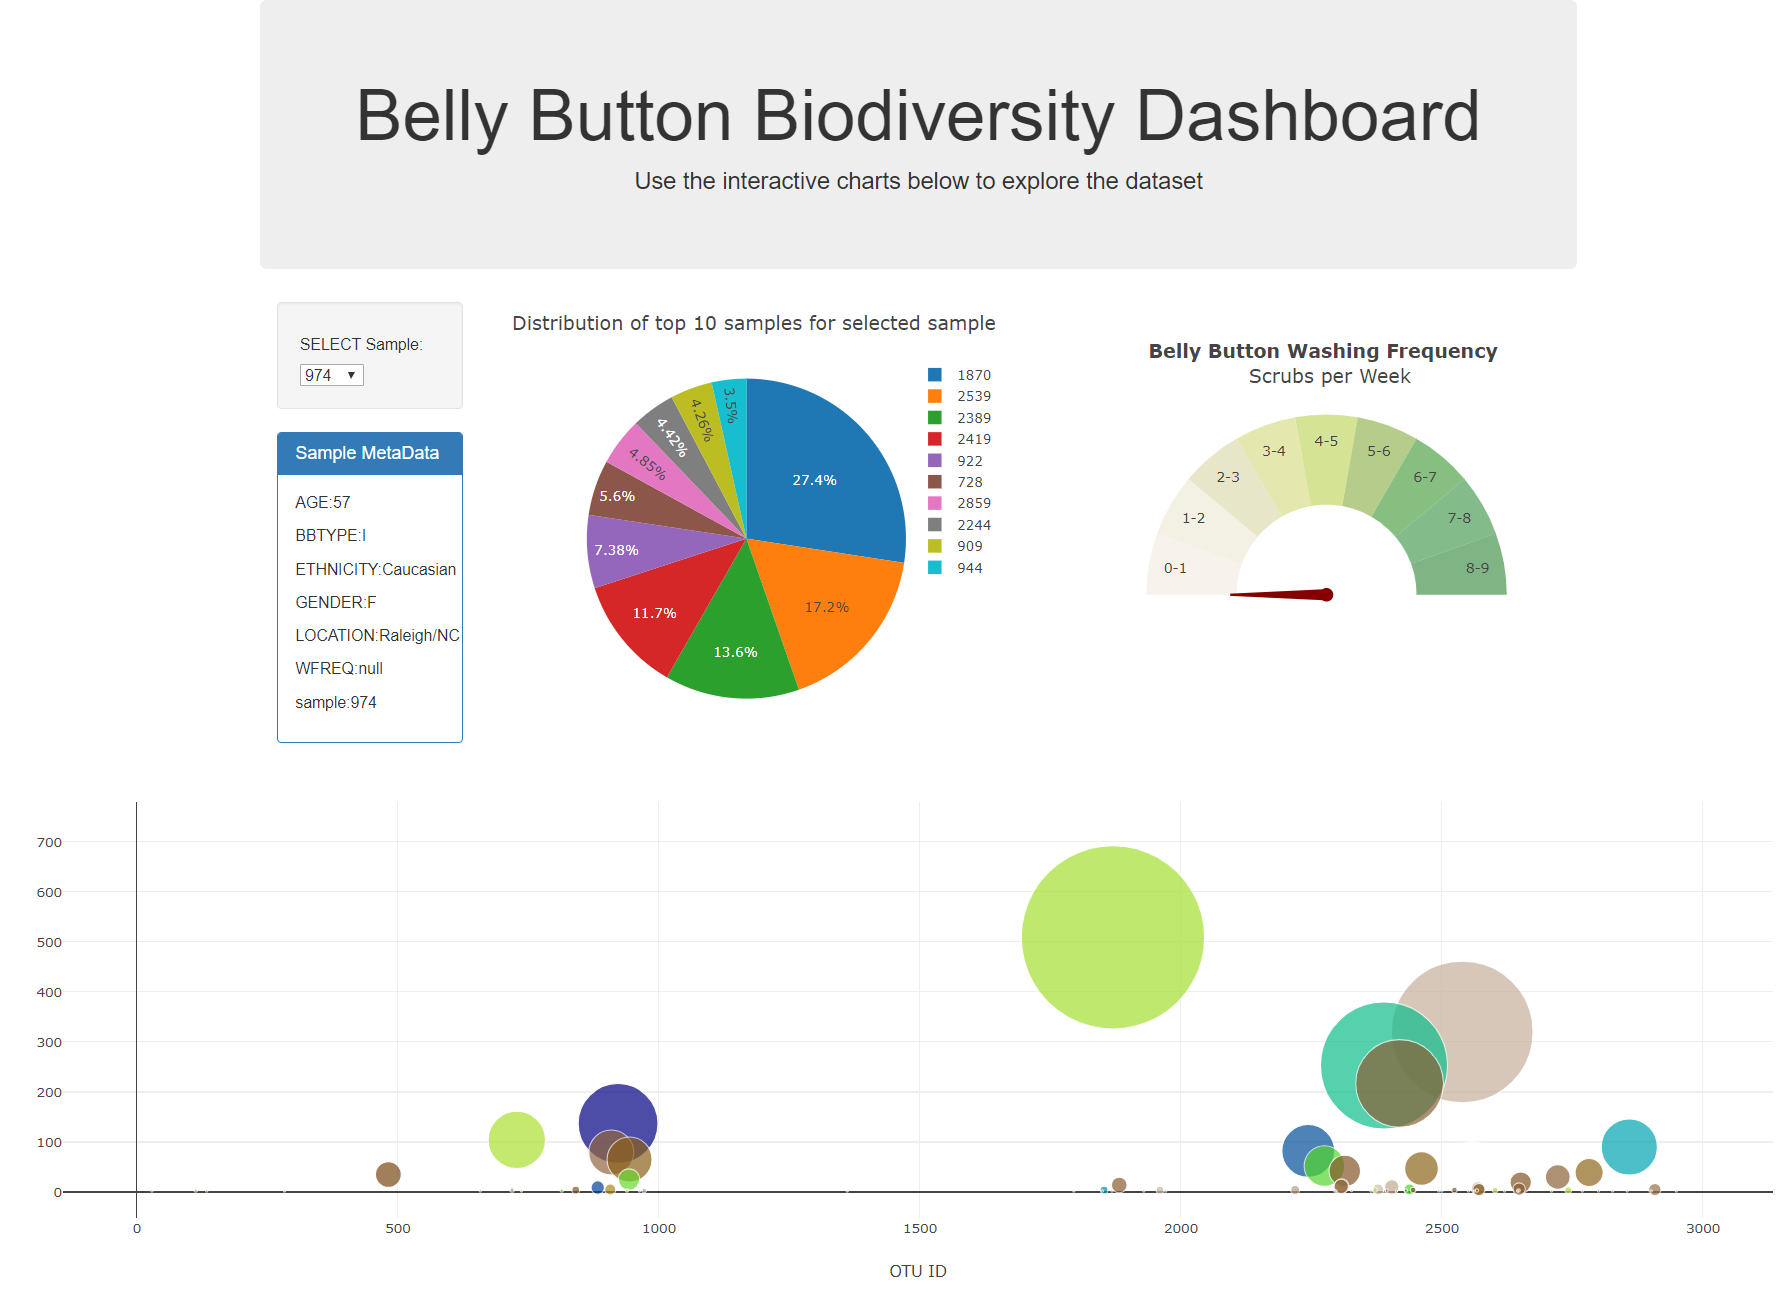 Belly Button Biodiversity Dashboard
Use the interactive charts below to explore the dataset
SELECT Sample:
974
Sample MetaData
AGE:57
BBTYPE:I
ETHNICITY:Caucasian
GENDER:F
LOCATION:Raleigh/NC
WFREQ:null
sample:974
Distribution of top 10 samples for selected sample
27.4%
17.2%
13.6%
11.7%
7.38%
5.6%
4.85%
4.42%
4.26%
3.5%
1870
2539
2389
2419
922
728
2859
2244
909
944
Belly Button Washing Frequency
Scrubs per Week
0-1
1-2
2-3
3-4
4-5
5-6
6-7
7-8
8-9
700
600
500
400
300
200
100
0
0 500 1000 1500 2000 2500 3000
OTU ID